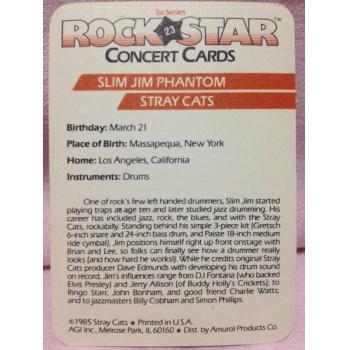 1st Series
ROCK 23 STAR™
CONCERT CARDS
SLIM JIM PHANTOM
STRAY CATS
Birthday: March 21
Place of Birth: Massapequa, New York
Home: Los Angeles, California
Instruments: Drums
One of rock's few left handed drummers, Slim Jim started
playing traps at age ten and later studied jazz drumming. His
career has included jazz, rock, the blues, and with the Stray
Cats, rockabilly. Standing behind his simple 3-piece kit (Gretsch
6-inch snare and 24-inch bass drum, and Paiste 18-inch medium
ride cymbal), Jim positions himself right up front onstage with
Brian and Lee, so folks can finally see how a drummer really
looks (and how hard he works!). While he credits original Stray
Cats producer Dave Edmunds with developing his drum sound
on record, Jim's influences range from DJ Fontana (who backed
Elvis Presley) and Jerry Allison (of Buddy Holly's Crickets); to
Ringo Starr, John Bonham, and good friend Charlie Watts;
and to jazzmasters Billy Cobham and Simon Phillips.
©1985 Stray Cats ★ Printed in U.S.A.
AGI Inc., Melrose Park, IL 60160 ★ Dist. by Amurol Products Co.